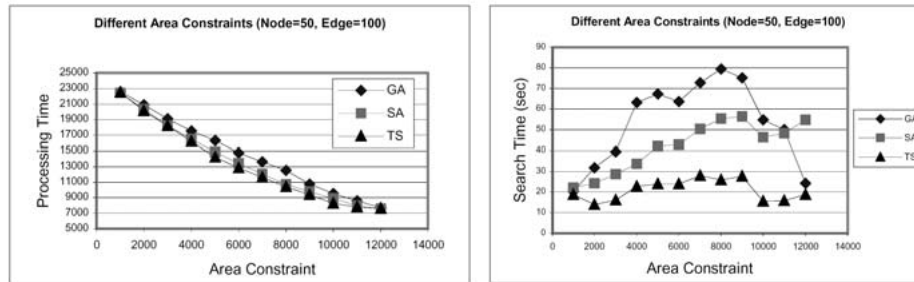 Different Area Constraints (Node=50, Edge=100)
25000
23000
21000
19000
17000
15000
13000
11000
9000
7000
5000
Processing Time
GA
SA
TS
0 2000 4000 6000 8000 10000 12000 14000
Area Constraint
Different Area Constraints (Node=50, Edge=100)
90
80
70
60
50
40
30
20
10
0
Search Time (sec)
GA
SA
TS
0 2000 4000 6000 8000 10000 12000 14000
Area Constraint